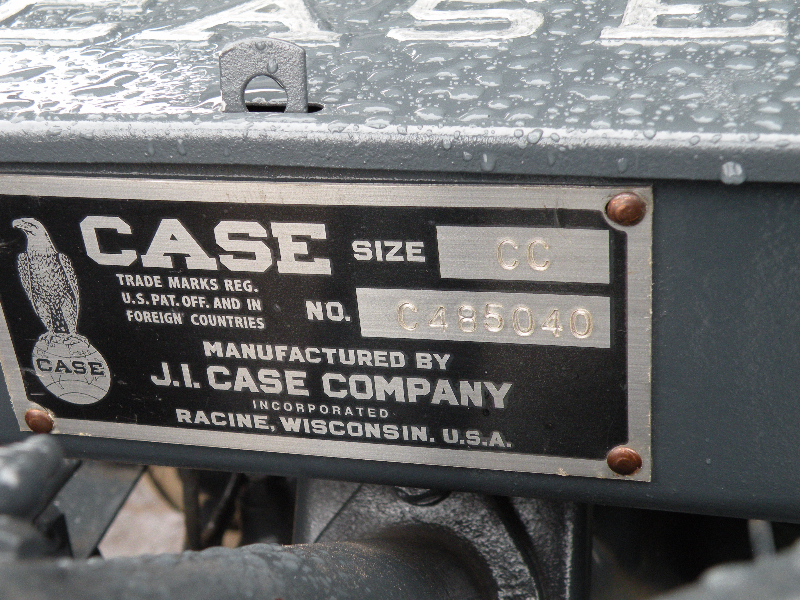 CASE
CASE SIZE CC
TRADE MARKS REG.
U.S. PAT. OFF. AND IN
FOREIGN COUNTRIES
NO. C485040
CASE
MANUFACTURED BY
J.I. CASE COMPANY
INCORPORATED
RACINE, WISCONSIN. U.S.A.